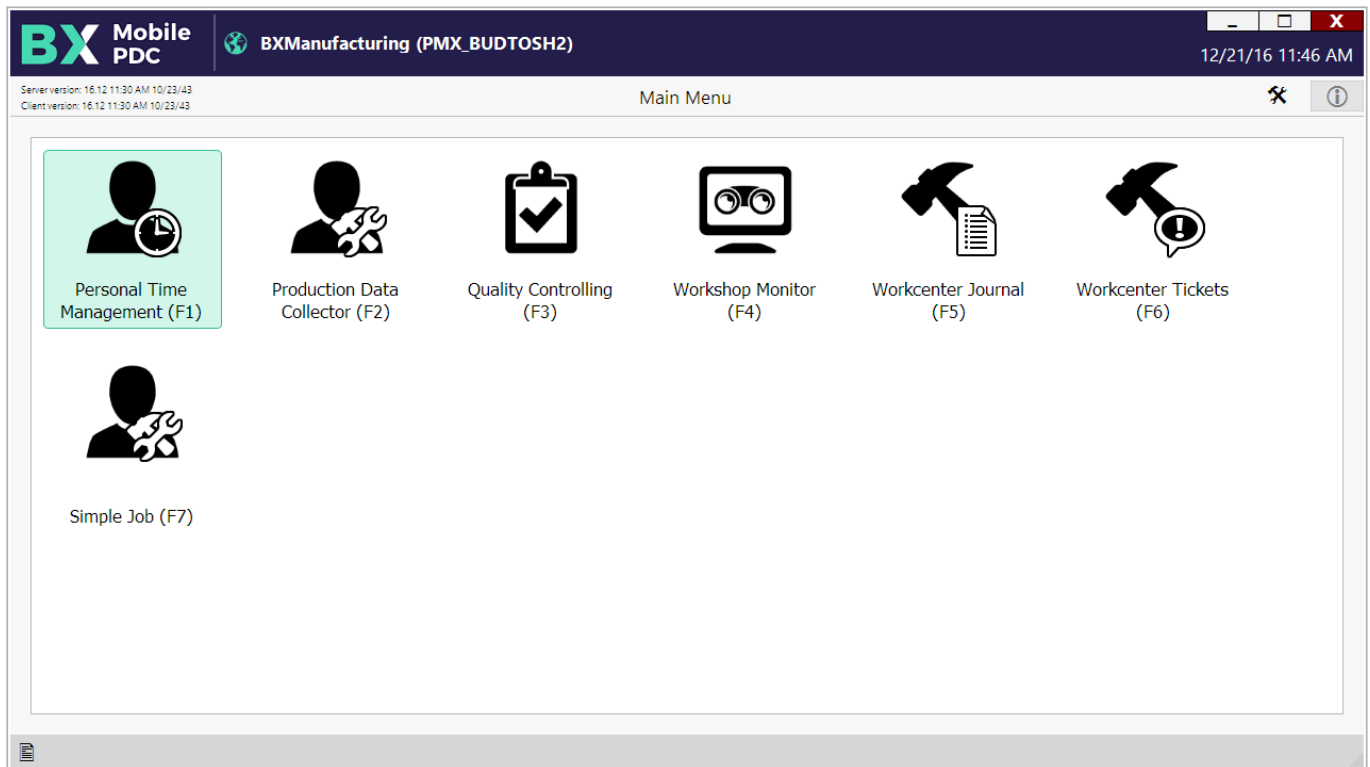 BX Mobile PDC
BXManufacturing (PMX_BUDTOSH2)
X
12/21/16 11:46 AM
Server version: 16.12 11:30 AM 10/23/43
Client version: 16.12 11:30 AM 10/23/43
Main Menu
Personal Time
Management (F1)
Production Data
Collector (F2)
Quality Controlling
(F3)
Workshop Monitor
(F4)
Workcenter Journal
(F5)
Workcenter Tickets
(F6)
Simple Job (F7)